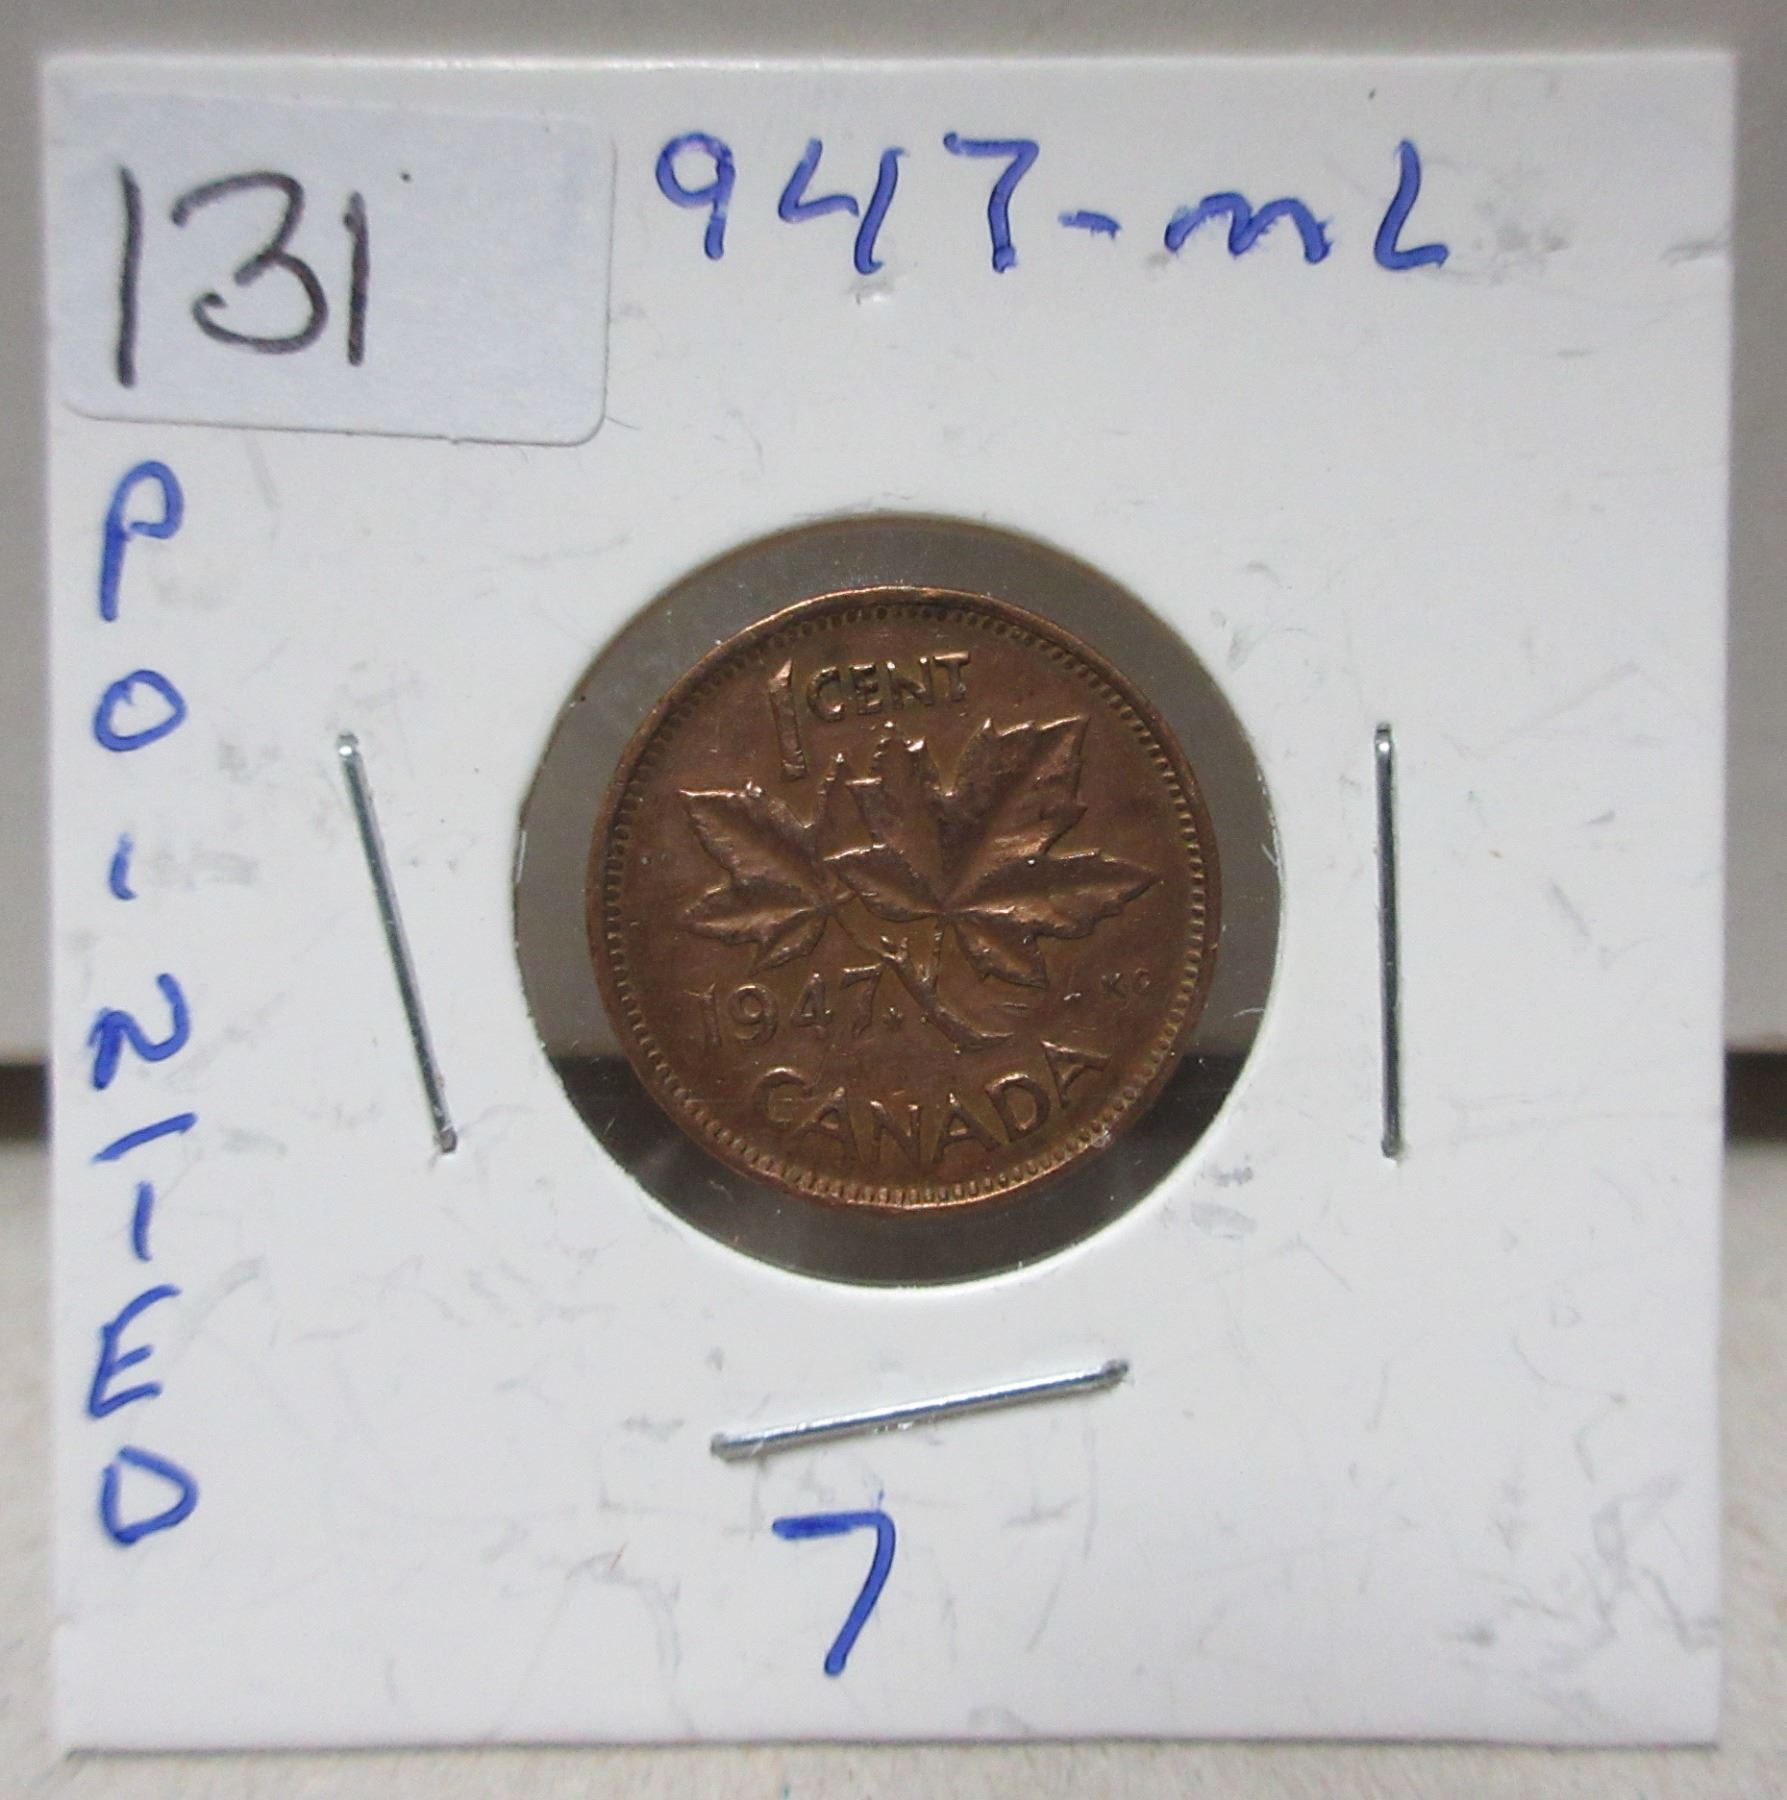 131
947-mL
POINTED
1 CENT
KG
1947
CANADA
7